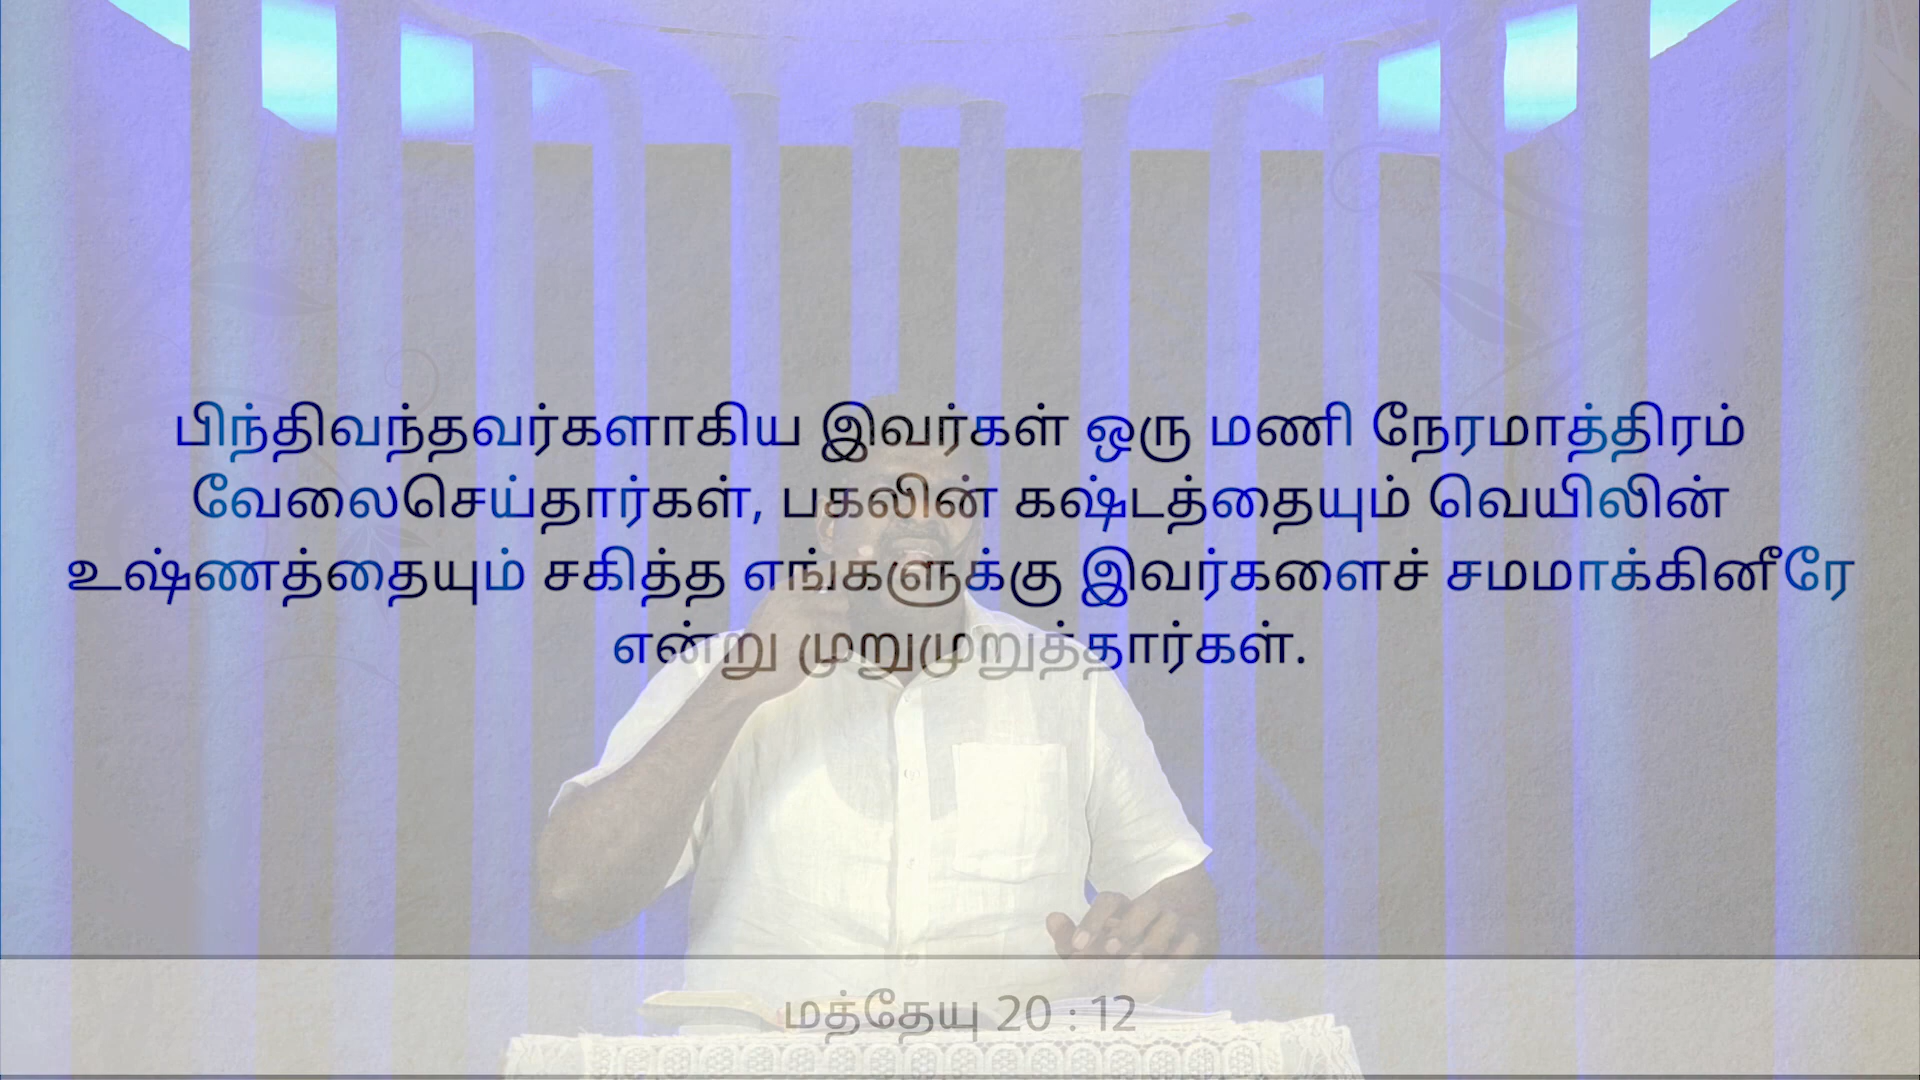 பிந்திவந்தவர்களாகிய இவர்கள் ஒரு மணி நேரமாத்திரம்
வேலைசெய்தார்கள், பகலின் கஷ்டத்தையும் வெயிலின்
உஷ்ணத்தையும் சகித்த எங்களுக்கு இவர்களைச் சமமாக்கினீரே
என்று முறுமுறுத்தார்கள்.
மத்தேயு 20 : 12